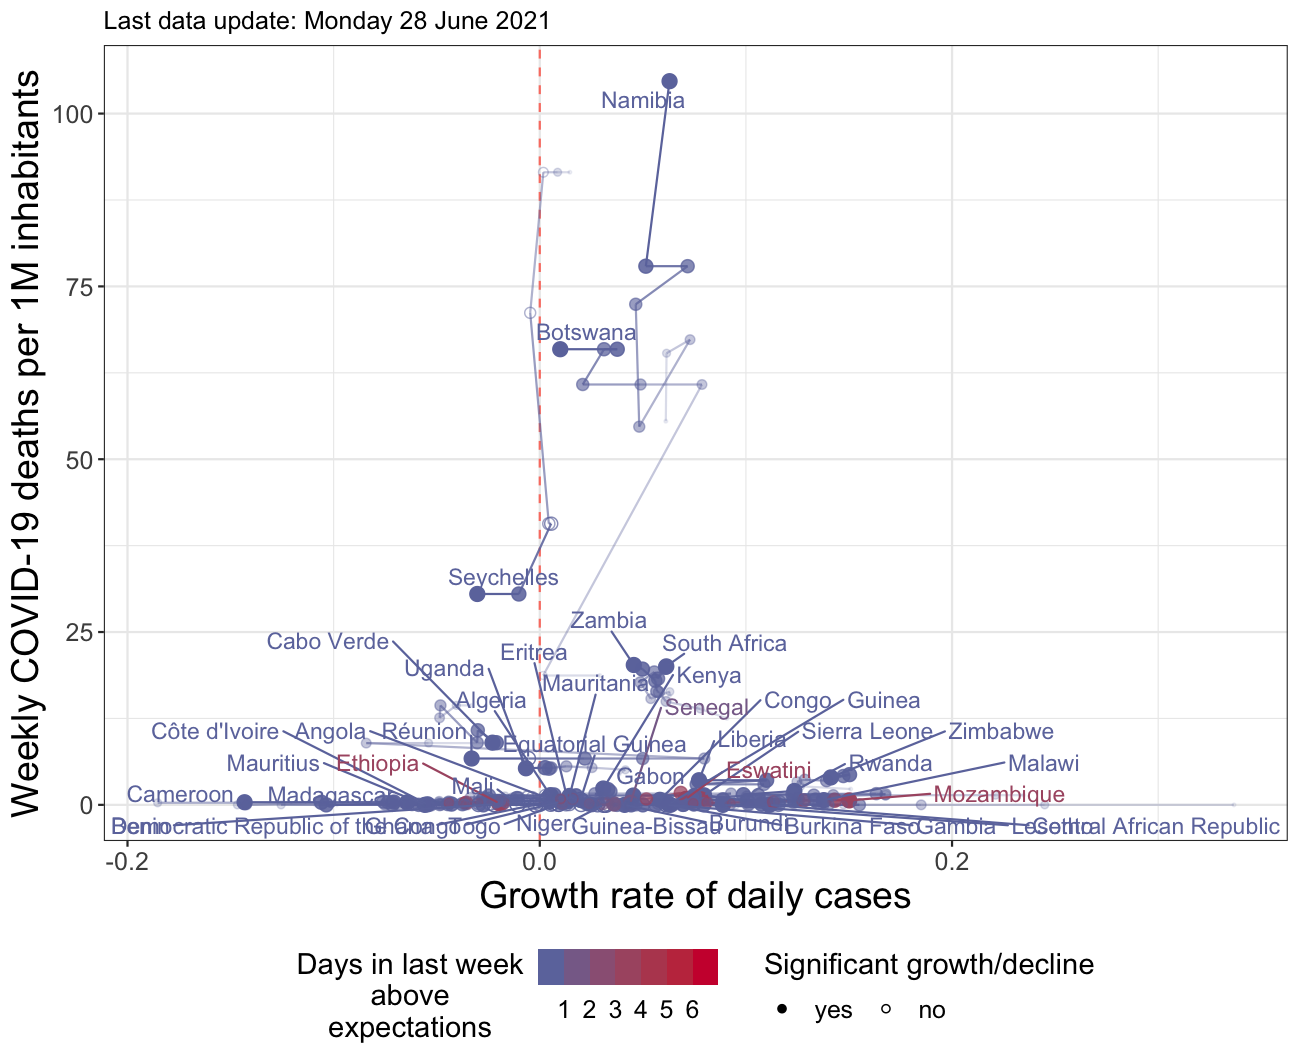 Last data update: Monday 28 June 2021
Weekly COVID-19 deaths per 1M inhabitants
100
75
50
25
0
Namibia
Botswana
Seychelles
Zambia
Cabo Verde
Eritrea
South Africa
Uganda
Mauritania
Kenya
Algeria
Senegal
Congo
Guinea
Côte d'Ivoire
Angola
Réunion
Equatorial Guinea
Liberia
Sierra Leone
Zimbabwe
Mauritius
Ethiopia
Gabon
Eswatini
Rwanda
Malawi
Cameroon
Madagascar
Mali
Mozambique
Benin
Democratic Republic of the Congo
Ghana
Togo
Niger
Guinea-Bissau
Burundi
Burkina Faso
Gambia
Lesotho
Central African Republic
-0.2
0.0
0.2
Growth rate of daily cases
Days in last week
above
expectations
1 2 3 4 5 6
Significant growth/decline
yes
no